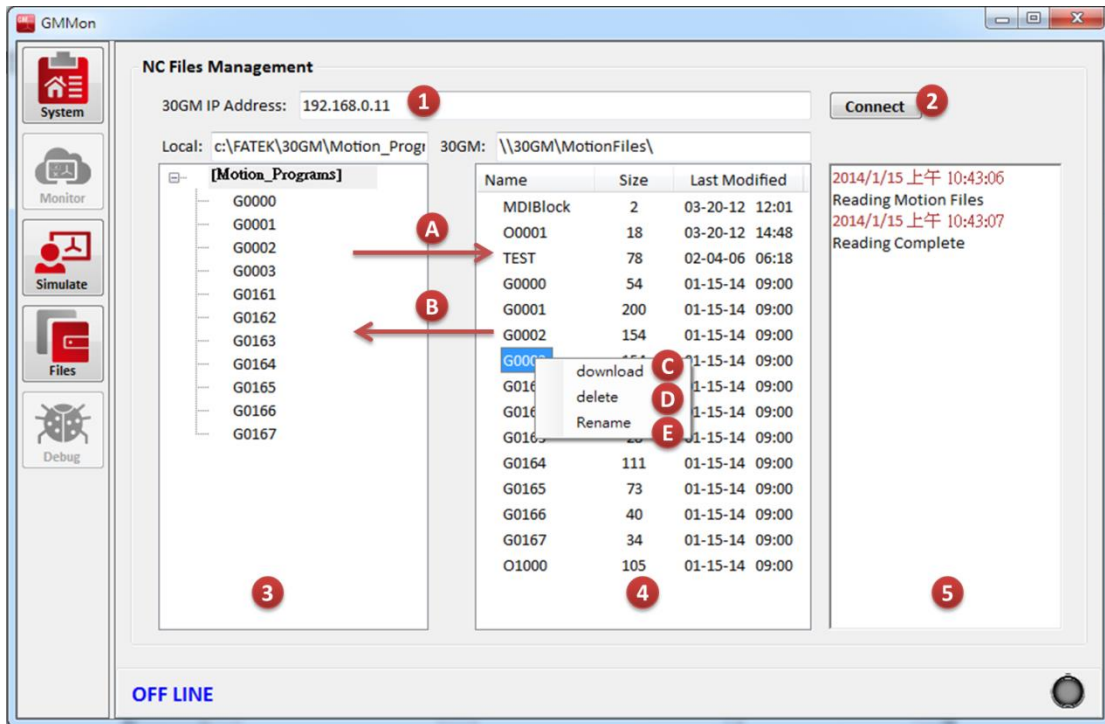 GMMon
System
Monitor
Simulate
Files
Debug
NC Files Management
30GM IP Address: 192.168.0.11 1 Connect 2
Local: c:\FATEK\30GM\Motion_Progr 30GM: \\30GM\MotionFiles\
[Motion_Programs]
G0000
G0001
G0002
G0003
G0161
G0162
G0163
G0164
G0165
G0166
G0167
3
A
B
Name Size Last Modified
MDIBlock 2 03-20-12 12:01
O0001 18 03-20-12 14:48
TEST 78 02-04-06 06:18
G0000 54 01-15-14 09:00
G0001 200 01-15-14 09:00
G0002 154 01-15-14 09:00
01-15-14 09:00
1-15-14 09:00
1-15-14 09:00
01-15-14 09:00
G0164 111 01-15-14 09:00
G0165 73 01-15-14 09:00
G0166 40 01-15-14 09:00
G0167 34 01-15-14 09:00
O1000 105 01-15-14 09:00
4
download C
delete D
Rename E
2014/1/15 上午 10:43:06
Reading Motion Files
2014/1/15 上午 10:43:07
Reading Complete
5
OFF LINE